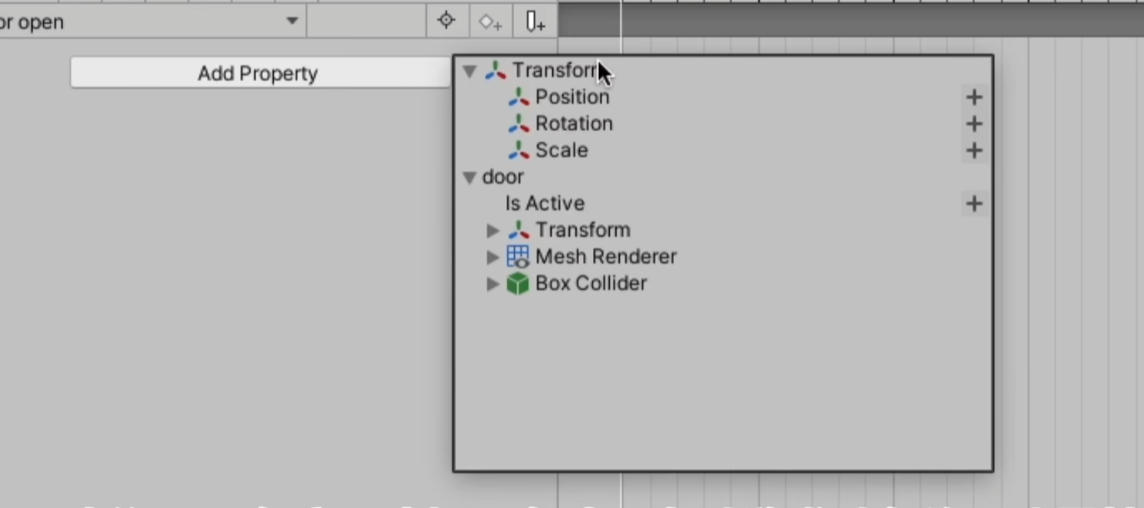 or open
Add Property
Transform
Position
Rotation
Scale
door
Is Active
Transform
Mesh Renderer
Box Collider